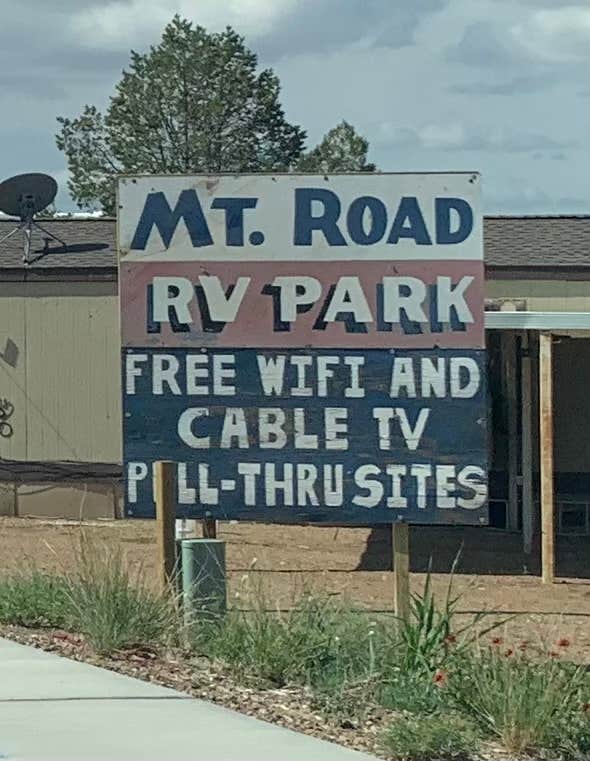 MT. ROAD
RV PARK
FREE WIFI AND
CABLE TV
PULL-THRU SITES